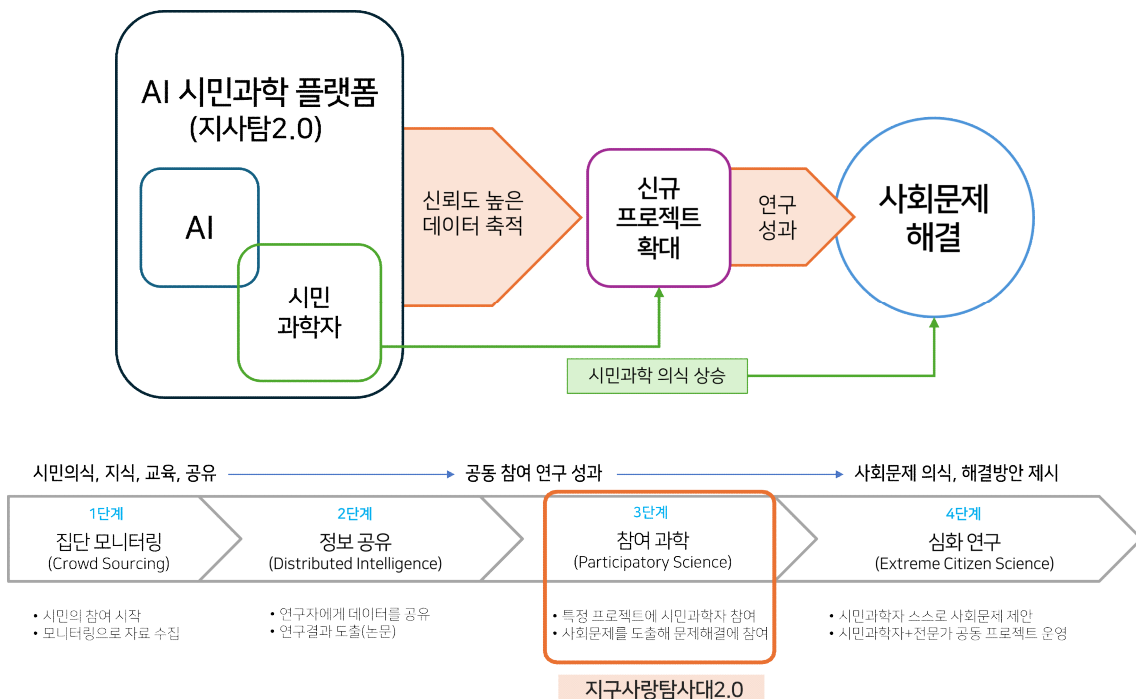 AI 시민과학 플랫폼
(지사탐2.0)
AI
시민
과학자
신뢰도 높은
데이터 축적
신규
프로젝트
확대
연구
성과
사회문제
해결
시민과학 의식 상승
시민의식, 지식, 교육, 공유
공동 참여 연구 성과
사회문제 의식, 해결방안 제시
1단계
집단 모니터링
(Crowd Sourcing)
• 시민의 참여 시작
• 모니터링으로 자료 수집
2단계
정보 공유
(Distributed Intelligence)
• 연구자에게 데이터를 공유
• 연구결과 도출(논문)
3단계
참여 과학
(Participatory Science)
• 특정 프로젝트에 시민과학자 참여
• 사회문제를 도출해 문제해결에 참여
4단계
심화 연구
(Extreme Citizen Science)
• 시민과학자 스스로 사회문제 제안
• 시민과학자+전문가 공동 프로젝트 운영
지구사랑탐사대2.0